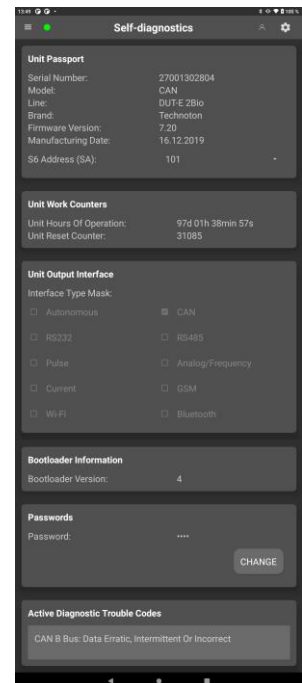 Self-diagnostics
Unit Passport
Serial Number: 27001302804
Model: CAN
Line: DUT-E 2Bio
Brand: Technoton
Firmware Version: 7.20
Manufacturing Date: 16.12.2019
S6 Address (SA): 101
Unit Work Counters
Unit Hours Of Operation: 97d 01h 38min 57s
Unit Reset Counter: 31085
Unit Output Interface
Interface Type Mask:
Autonomous CAN
RS232 RS485
Pulse Analog/Frequency
Current GSM
Wi-Fi Bluetooth
Bootloader Information
Bootloader Version: 4
Passwords
Password: ····
CHANGE
Active Diagnostic Trouble Codes
CAN B Bus: Data Erratic, Intermittent Or Incorrect